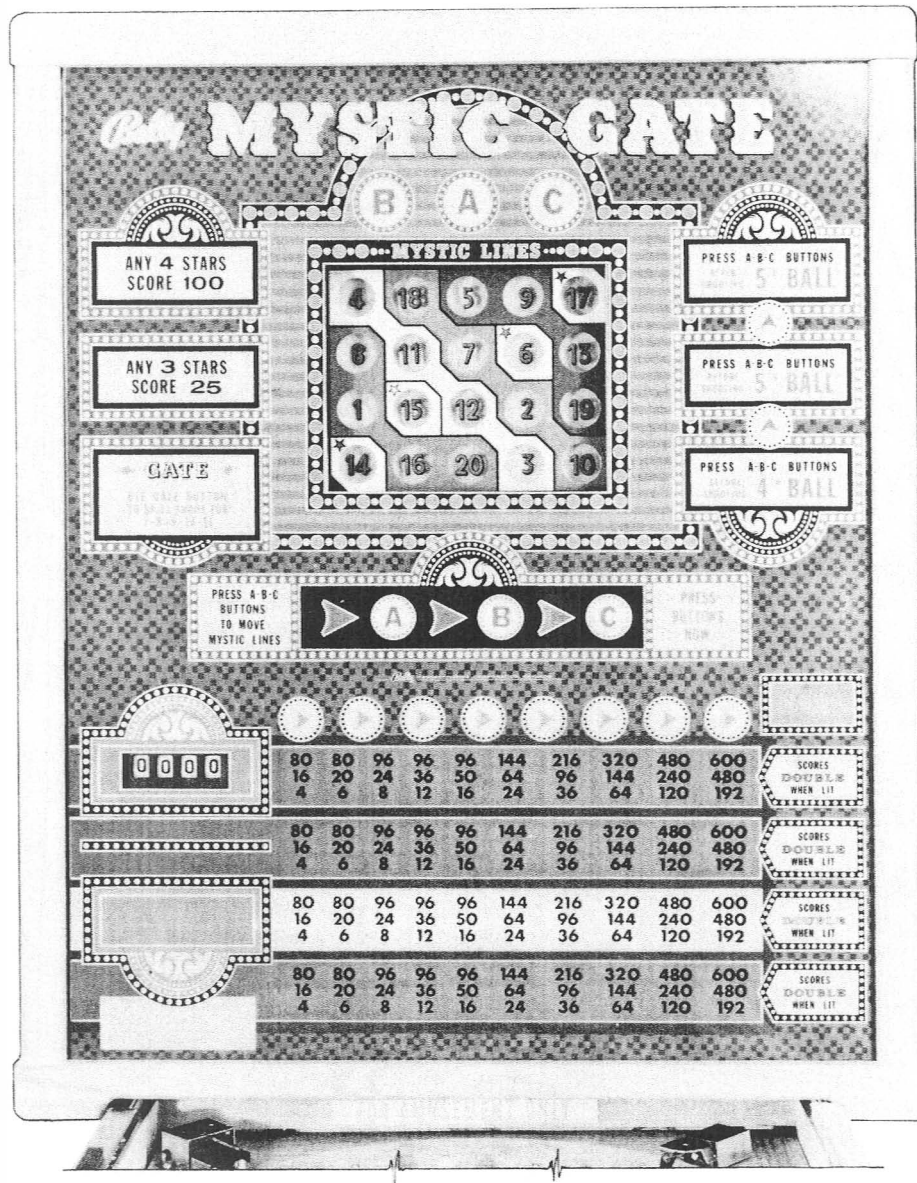 Bally MYSTIC GATE
B A C
ANY 4 STARS
SCORE 100
ANY 3 STARS
SCORE 25
GATE
MYSTIC LINES
4 18 5 9 17
8 11 7 6 13
1 15 12 2 19
14 16 20 3 10
PRESS A-B-C BUTTONS
5 BALL
A
PRESS A-B-C BUTTONS
5 BALL
A
PRESS A-B-C BUTTONS
4 BALL
PRESS A-B-C
BUTTONS
TO MOVE
MYSTIC LINES
A B C
PRESS
BUTTONS
NOW
0000
80 80 96 96 96 144 216 320 480 600
16 20 24 36 50 64 96 144 240 480
4 6 8 12 16 24 36 64 120 192
SCORES
DOUBLE
WHEN LIT
80 80 96 96 96 144 216 320 480 600
16 20 24 36 50 64 96 144 240 480
4 6 8 12 16 24 36 64 120 192
SCORES
DOUBLE
WHEN LIT
80 80 96 96 96 144 216 320 480 600
16 20 24 36 50 64 96 144 240 480
4 6 8 12 16 24 36 64 120 192
SCORES
DOUBLE
WHEN LIT
80 80 96 96 96 144 216 320 480 600
16 20 24 36 50 64 96 144 240 480
4 6 8 12 16 24 36 64 120 192
SCORES
DOUBLE
WHEN LIT